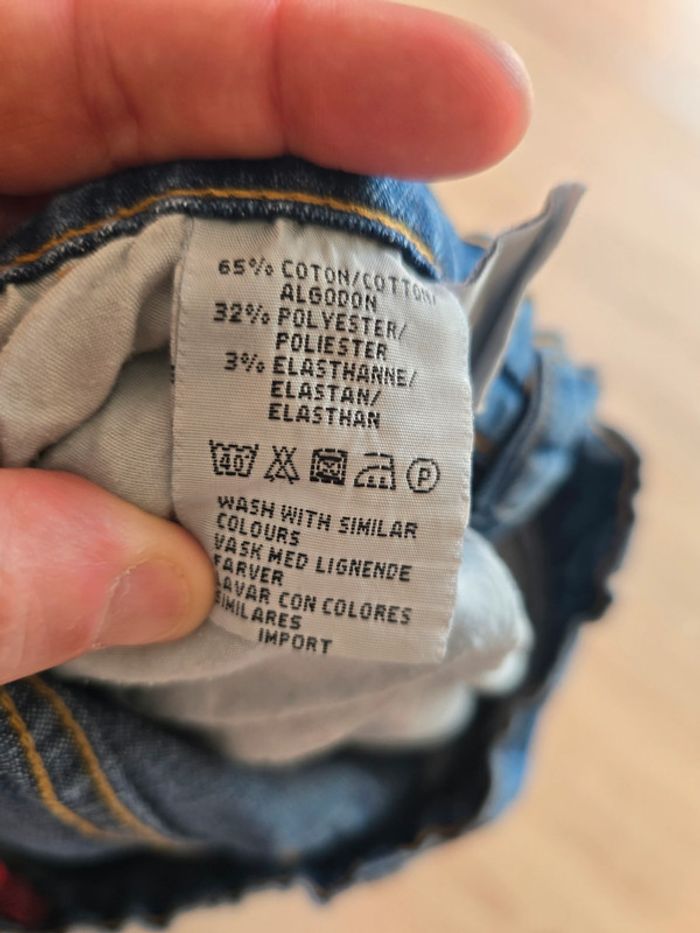 65% COTON/COTTON/
ALGODON
32% POLYESTER/
POLIESTER
3% ELASTHANNE/
ELASTAN/
ELASTHAN
40 P
WASH WITH SIMILAR
COLOURS
VASK MED LIGNENDE
FARVER
LAVAR CON COLORES
SIMILARES
IMPORT